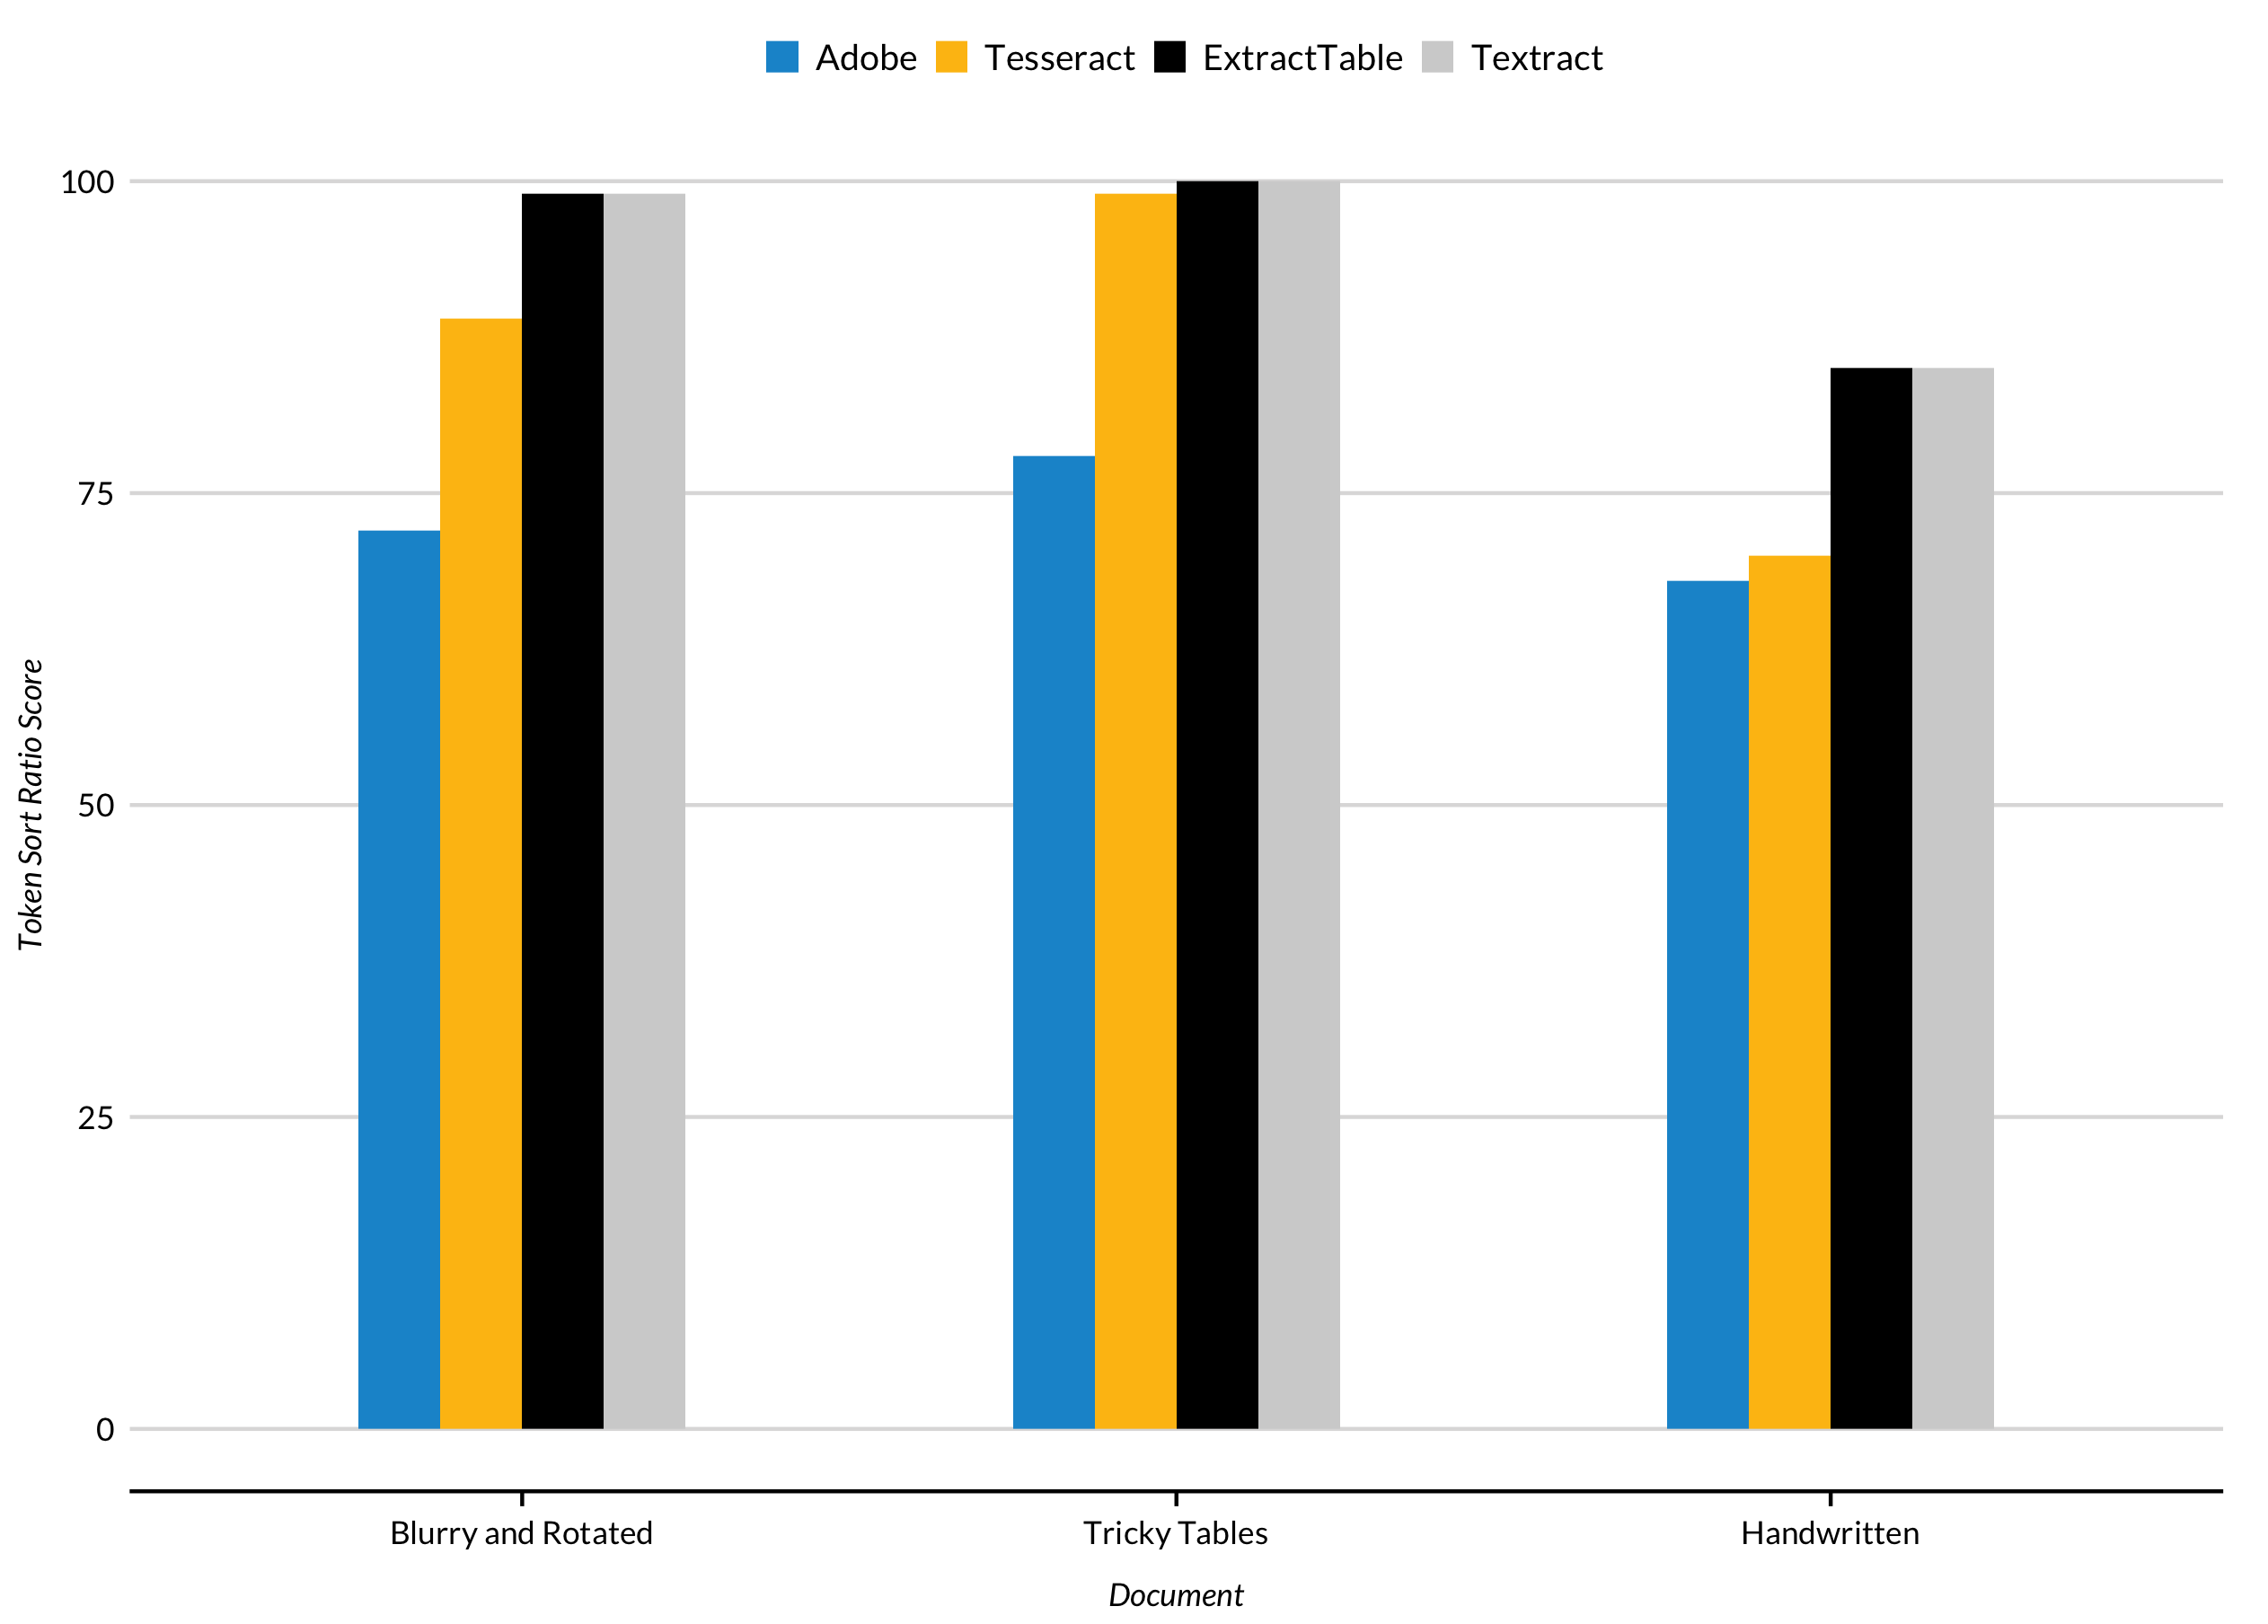 Adobe Tesseract ExtractTable Textract
100
75
50
25
0
Token Sort Ratio Score
Blurry and Rotated Tricky Tables Handwritten
Document